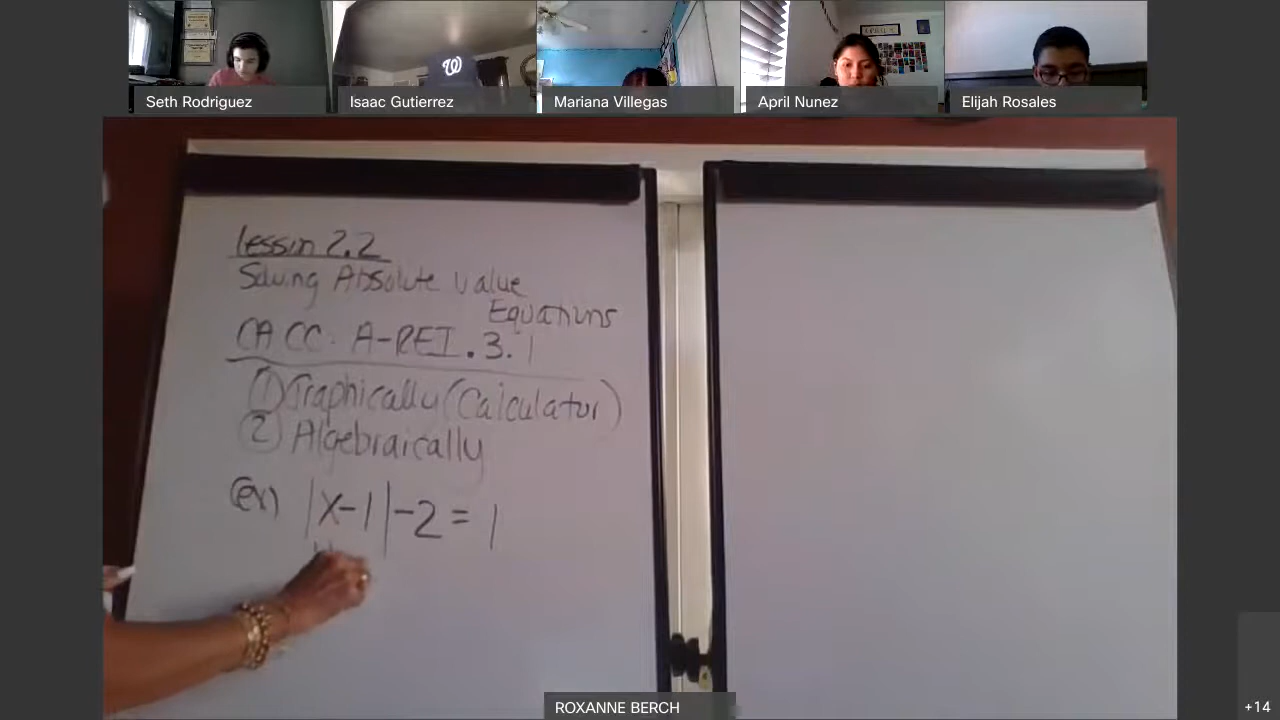 Seth Rodriguez
Isaac Gutierrez
Mariana Villegas
April Nunez
Elijah Rosales
lesson 2.2
Solving Absolute Value
Equations
CA CC. A-REI.3.1
① Graphically (Calculator)
② Algebraically
(ex) |x-1|-2=1
ROXANNE BERCH
+14